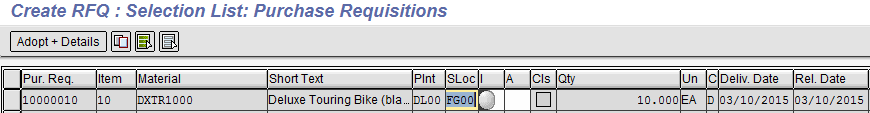 Create RFQ : Selection List: Purchase Requisitions
Adopt + Details
Pur. Req. Item Material Short Text Plnt SLoc I A Cls Qty Un C Deliv. Date Rel. Date
10000010 10 DXTR1000 Deluxe Touring Bike (bla... DL00 FG00 10.000 EA D 03/10/2015 03/10/2015